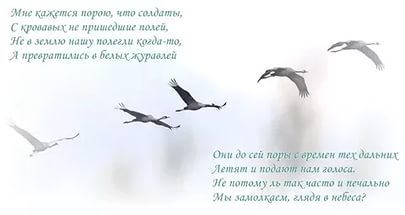 Мне кажется порою, что солдаты,
С кровавых не пришедшие полей,
Не в землю нашу полегли когда-то,
А превратились в белых журавлей
Они до сей поры с времен тех дальних
Летят и подают нам голоса.
Не потому ль так часто и печально
Мы замолкаем, глядя в небеса?